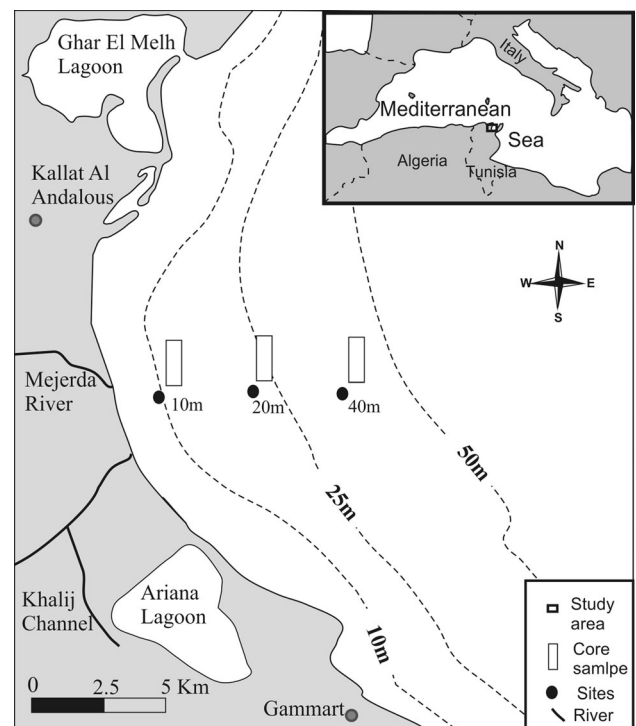 Ghar El Melh
Lagoon
Italy
Mediterranean
Sea
Algeria
Tunisla
Kallat Al
Andalous
N
W
E
S
Mejerda
River
10m
20m
40m
50m
25m
10m
Khalij
Channel
Ariana
Lagoon
Study
area
Core
samlpe
Sites
River
0
2.5
5 Km
Gammart